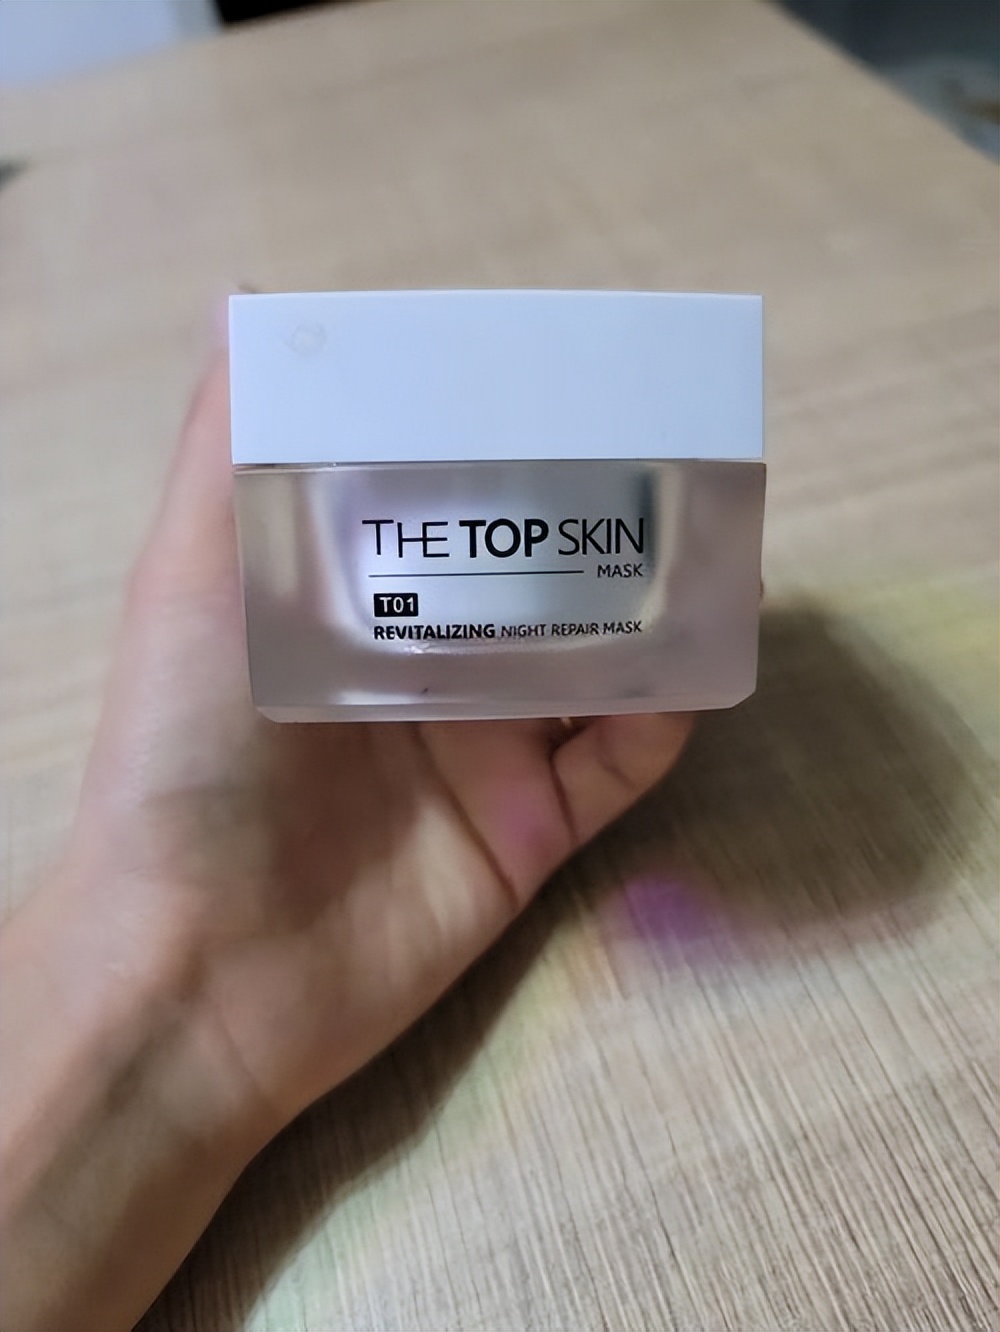 THE TOP SKIN
MASK
T01
REVITALIZING NIGHT REPAIR MASK